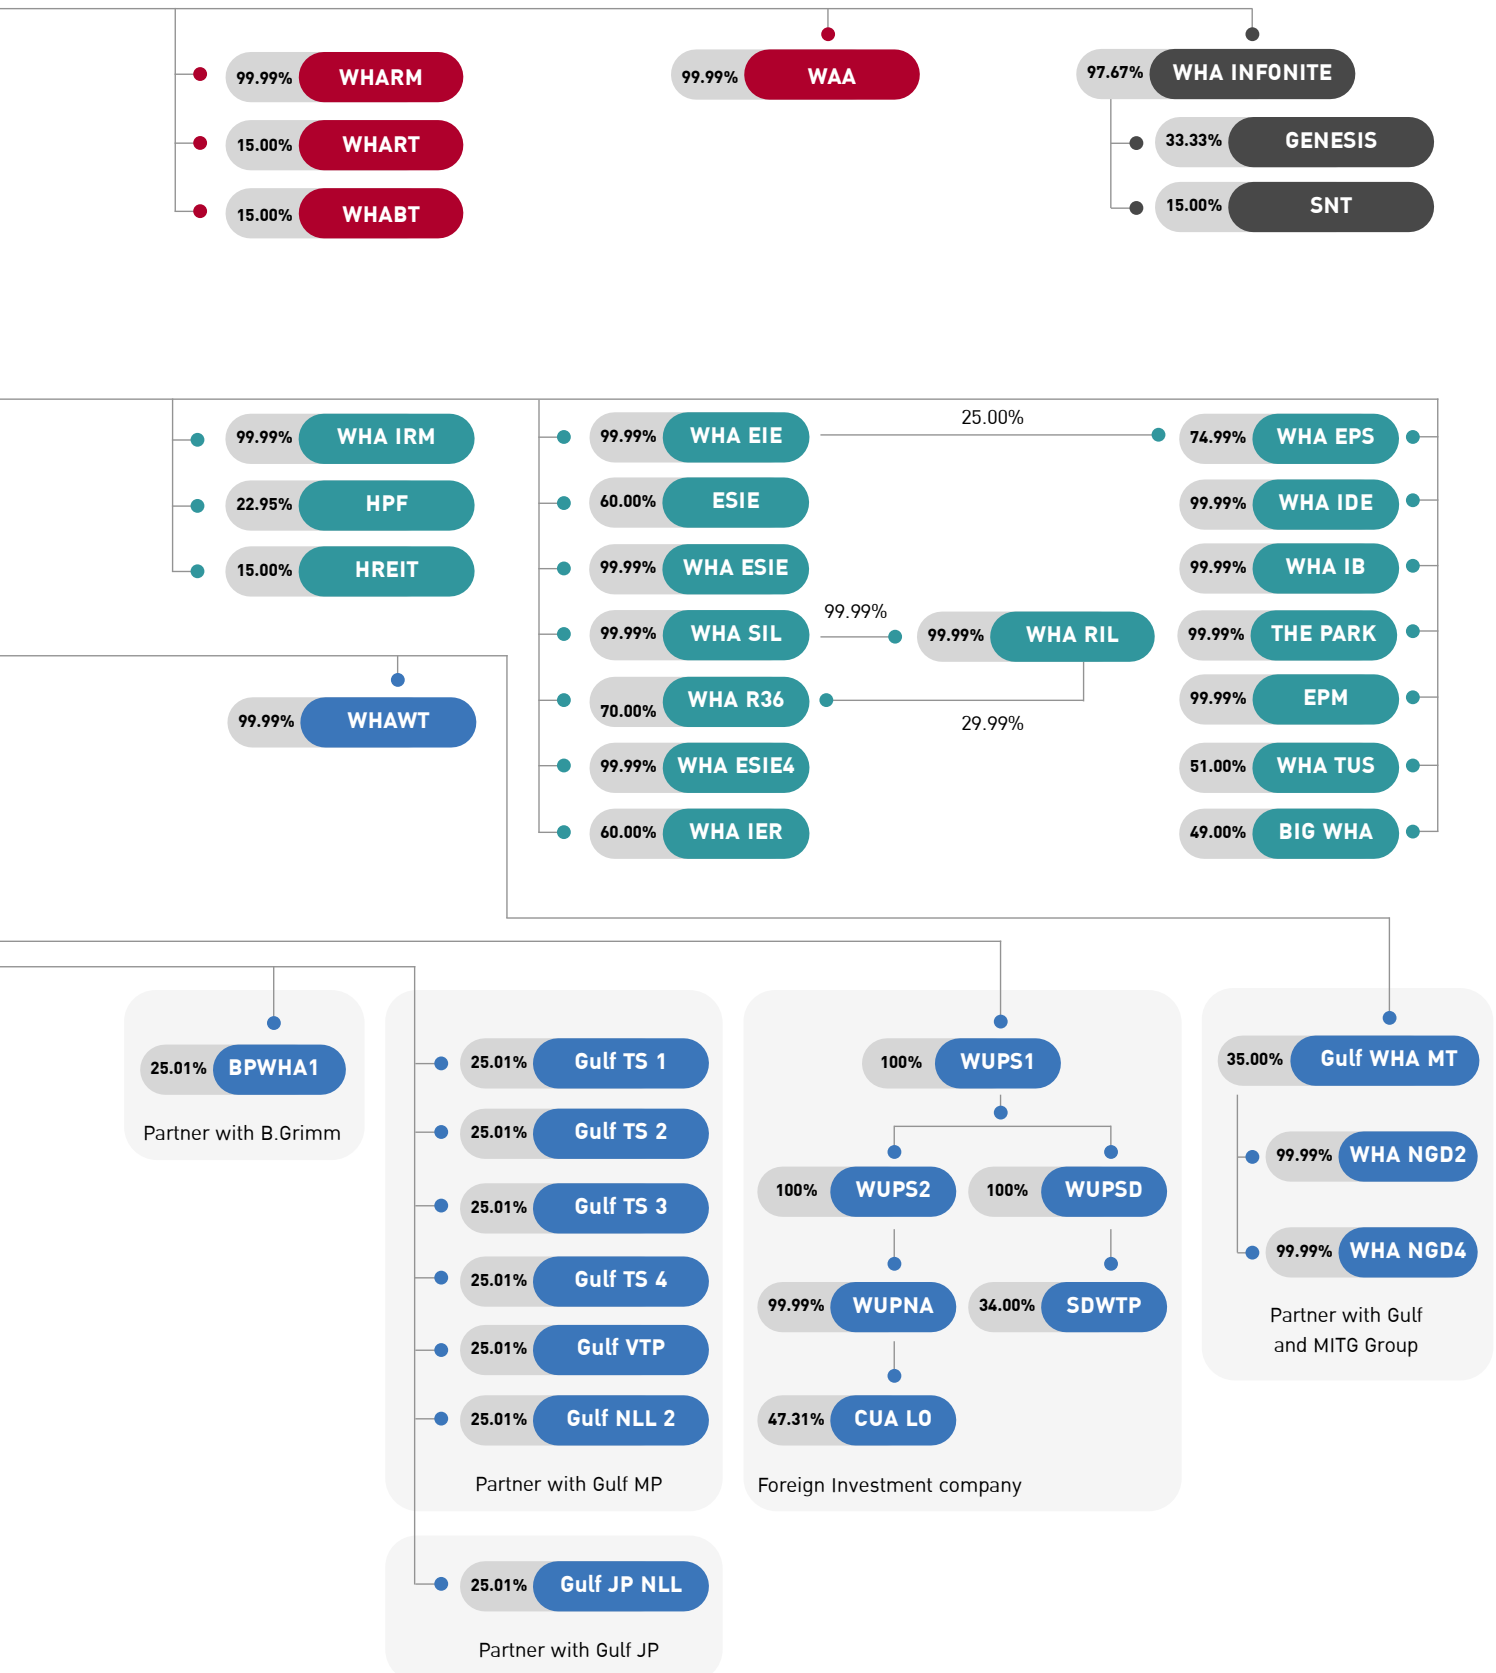 99.99% WHARM
15.00% WHART
15.00% WHABT
99.99% WAA
97.67% WHA INFONITE
33.33% GENESIS
15.00% SNT
99.99% WHA IRM
22.95% HPF
15.00% HREIT
99.99% WHA EIE
60.00% ESIE
99.99% WHA ESIE
99.99% WHA SIL
70.00% WHA R36
99.99% WHA ESIE4
60.00% WHA IER
25.00%
99.99%
99.99% WHA RIL
29.99%
74.99% WHA EPS
99.99% WHA IDE
99.99% WHA IB
99.99% THE PARK
99.99% EPM
51.00% WHA TUS
49.00% BIG WHA
99.99% WHAWT
25.01% BPWHA1
Partner with B.Grimm
25.01% Gulf TS 1
25.01% Gulf TS 2
25.01% Gulf TS 3
25.01% Gulf TS 4
25.01% Gulf VTP
25.01% Gulf NLL 2
Partner with Gulf MP
25.01% Gulf JP NLL
Partner with Gulf JP
100% WUPS1
100% WUPS2
100% WUPSD
99.99% WUPNA
34.00% SDWTP
47.31% CUA LO
Foreign Investment company
35.00% Gulf WHA MT
99.99% WHA NGD2
99.99% WHA NGD4
Partner with Gulf
and MITG Group